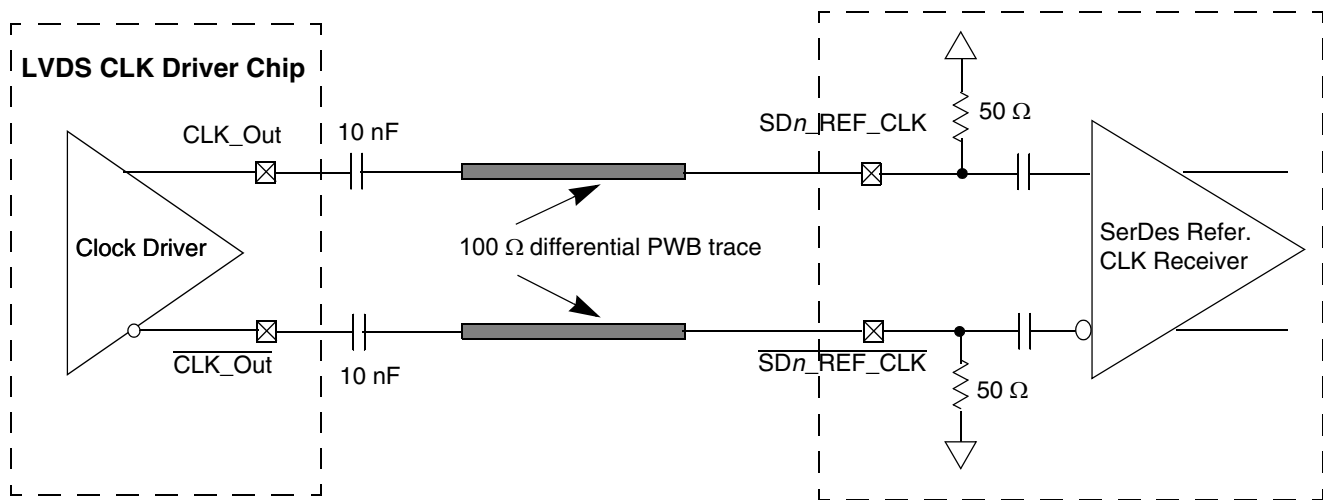 LVDS CLK Driver Chip
CLK_Out
10 nF
SDn_REF_CLK
50 Ω
Clock Driver
100 Ω differential PWB trace
SerDes Refer.
CLK Receiver
CLK_Out
10 nF
SDn_REF_CLK
50 Ω